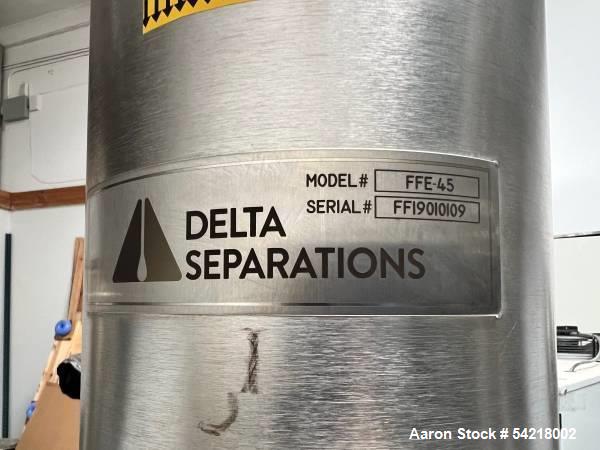 MODEL# FFE-45
SERIAL# FF19010109
DELTA
SEPARATIONS
Aaron Stock # 54218002